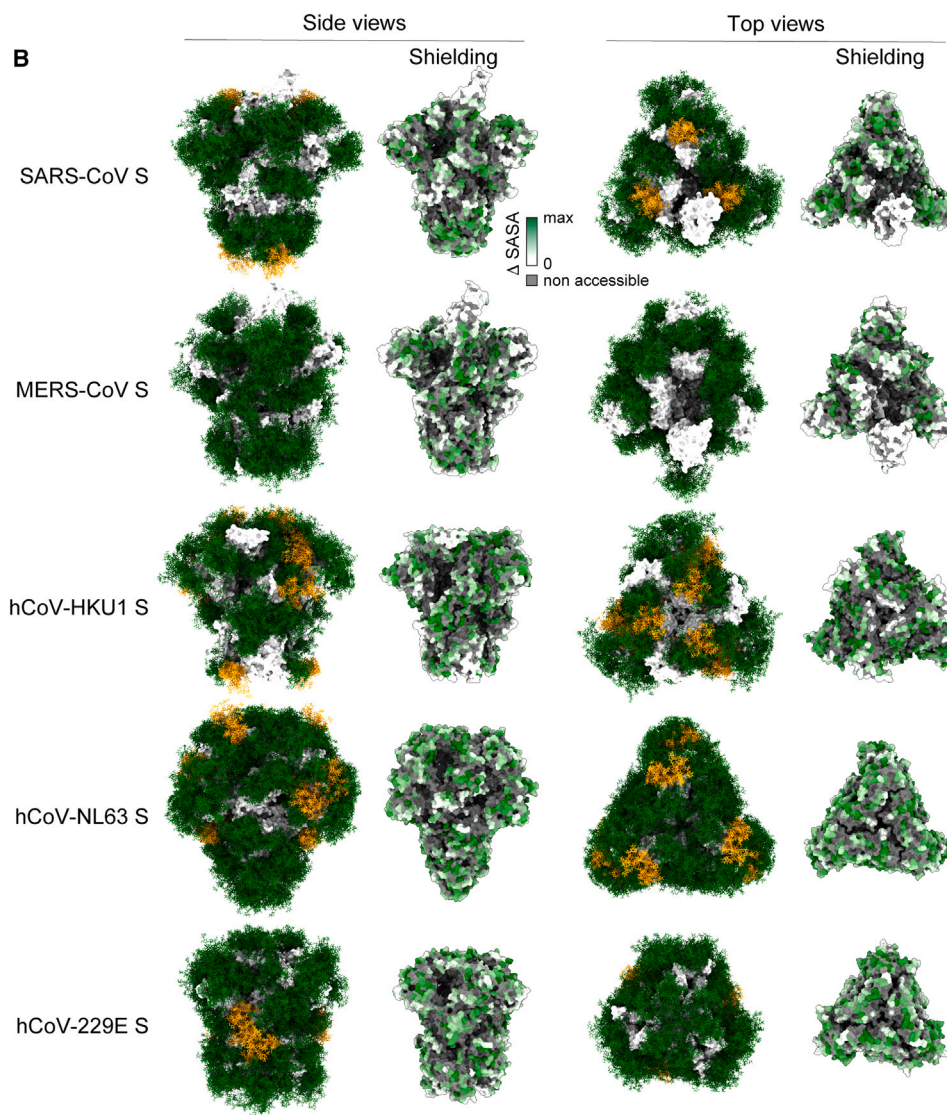 Side views
Top views
B
Shielding
Shielding
SARS-CoV S
Δ SASA
max
0
non accessible
MERS-CoV S
hCoV-HKU1 S
hCoV-NL63 S
hCoV-229E S